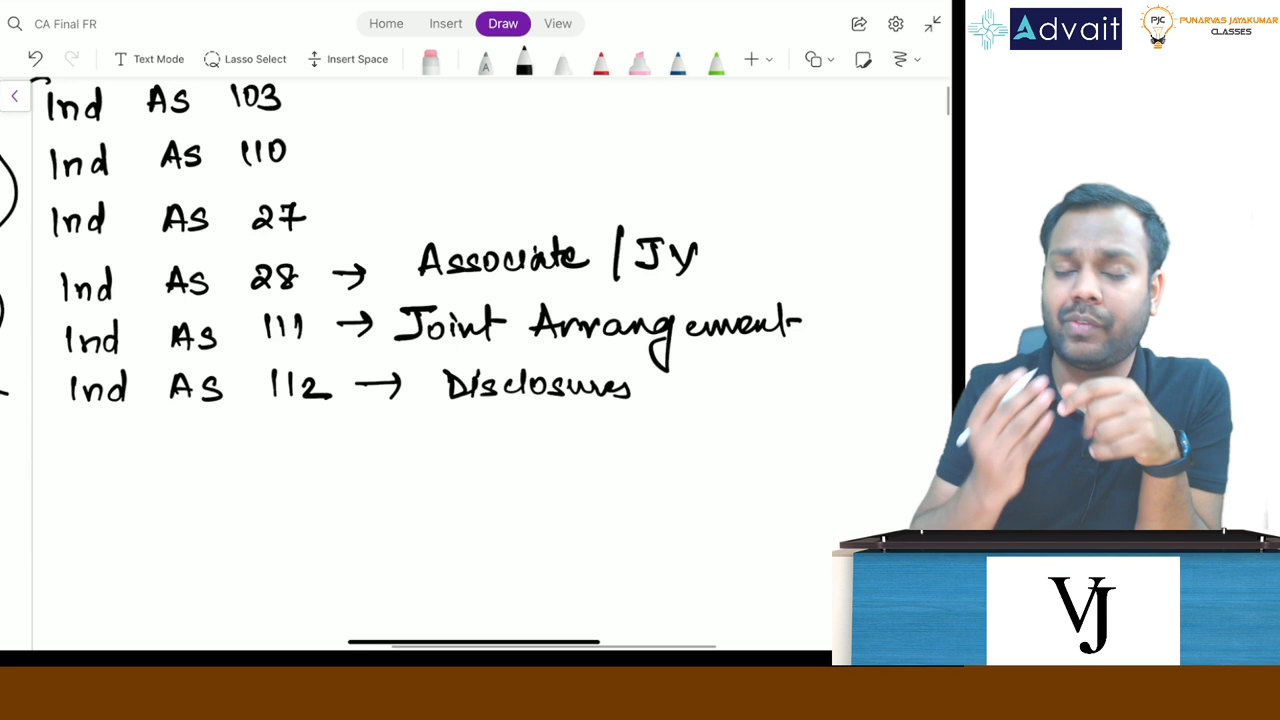 CA Final FR
Home Insert Draw View
Text Mode Lasso Select Insert Space
Advait
PJC PUNARVAS JAYAKUMAR
CLASSES
Ind AS 103
Ind AS 110
Ind AS 27
Ind AS 28 → Associate / JV
Ind AS 111 → Joint Arrangement
Ind AS 112 → Disclosures
VJ